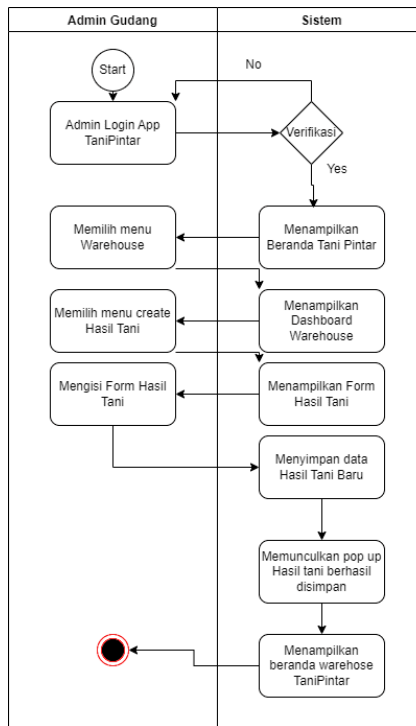 Admin Gudang
Sistem
Start
No
Admin Login App
TaniPintar
Verifikasi
Yes
Memilih menu
Warehouse
Menampilkan
Beranda Tani Pintar
Memilih menu create
Hasil Tani
Menampilkan
Dashboard
Warehouse
Mengisi Form Hasil
Tani
Menampilkan Form
Hasil Tani
Menyimpan data
Hasil Tani Baru
Memunculkan pop up
Hasil tani berhasil
disimpan
Menampilkan
beranda warehose
TaniPintar